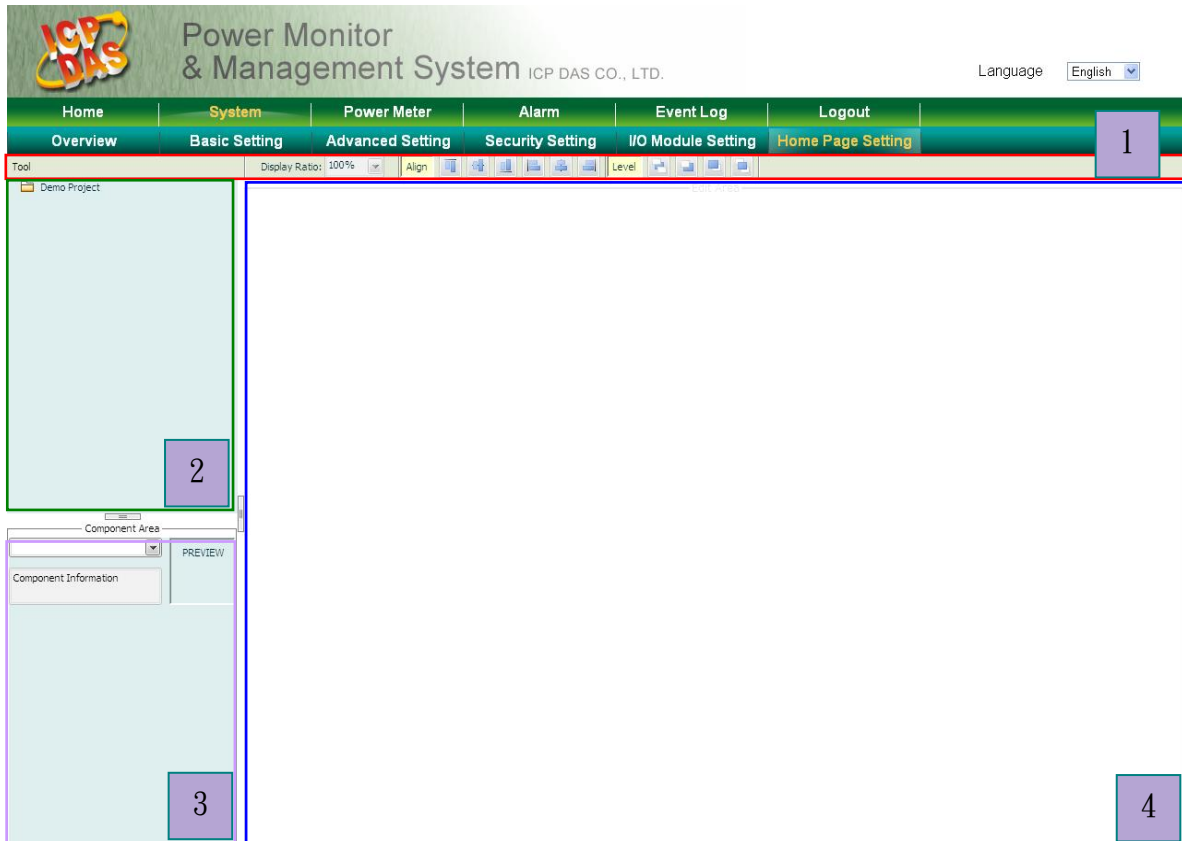 ICP
DAS
Power Monitor
& Management System ICP DAS CO., LTD.
Language English
Home System Power Meter Alarm Event Log Logout
Overview Basic Setting Advanced Setting Security Setting I/O Module Setting Home Page Setting
1
Tool Display Ratio: 100% Align Level
Demo Project
Edit Area
2
Component Area
PREVIEW
Component Information
3
4